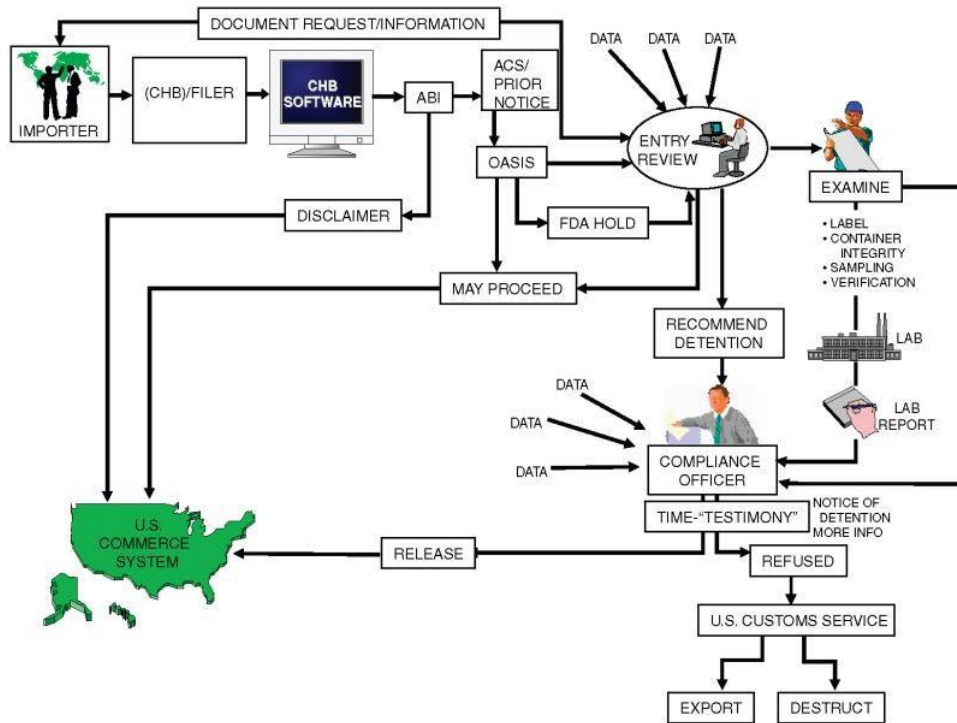 DOCUMENT REQUEST/INFORMATION
DATA
DATA
DATA
IMPORTER
(CHB)/FILER
CHB
SOFTWARE
ABI
ACS/
PRIOR
NOTICE
ENTRY
REVIEW
OASIS
EXAMINE
DISCLAIMER
FDA HOLD
• LABEL
• CONTAINER
INTEGRITY
• SAMPLING
• VERIFICATION
MAY PROCEED
RECOMMEND
DETENTION
LAB
LAB
REPORT
DATA
DATA
DATA
COMPLIANCE
OFFICER
TIME-“TESTIMONY”
NOTICE OF
DETENTION
MORE INFO
U.S.
COMMERCE
SYSTEM
RELEASE
REFUSED
U.S. CUSTOMS SERVICE
EXPORT
DESTRUCT